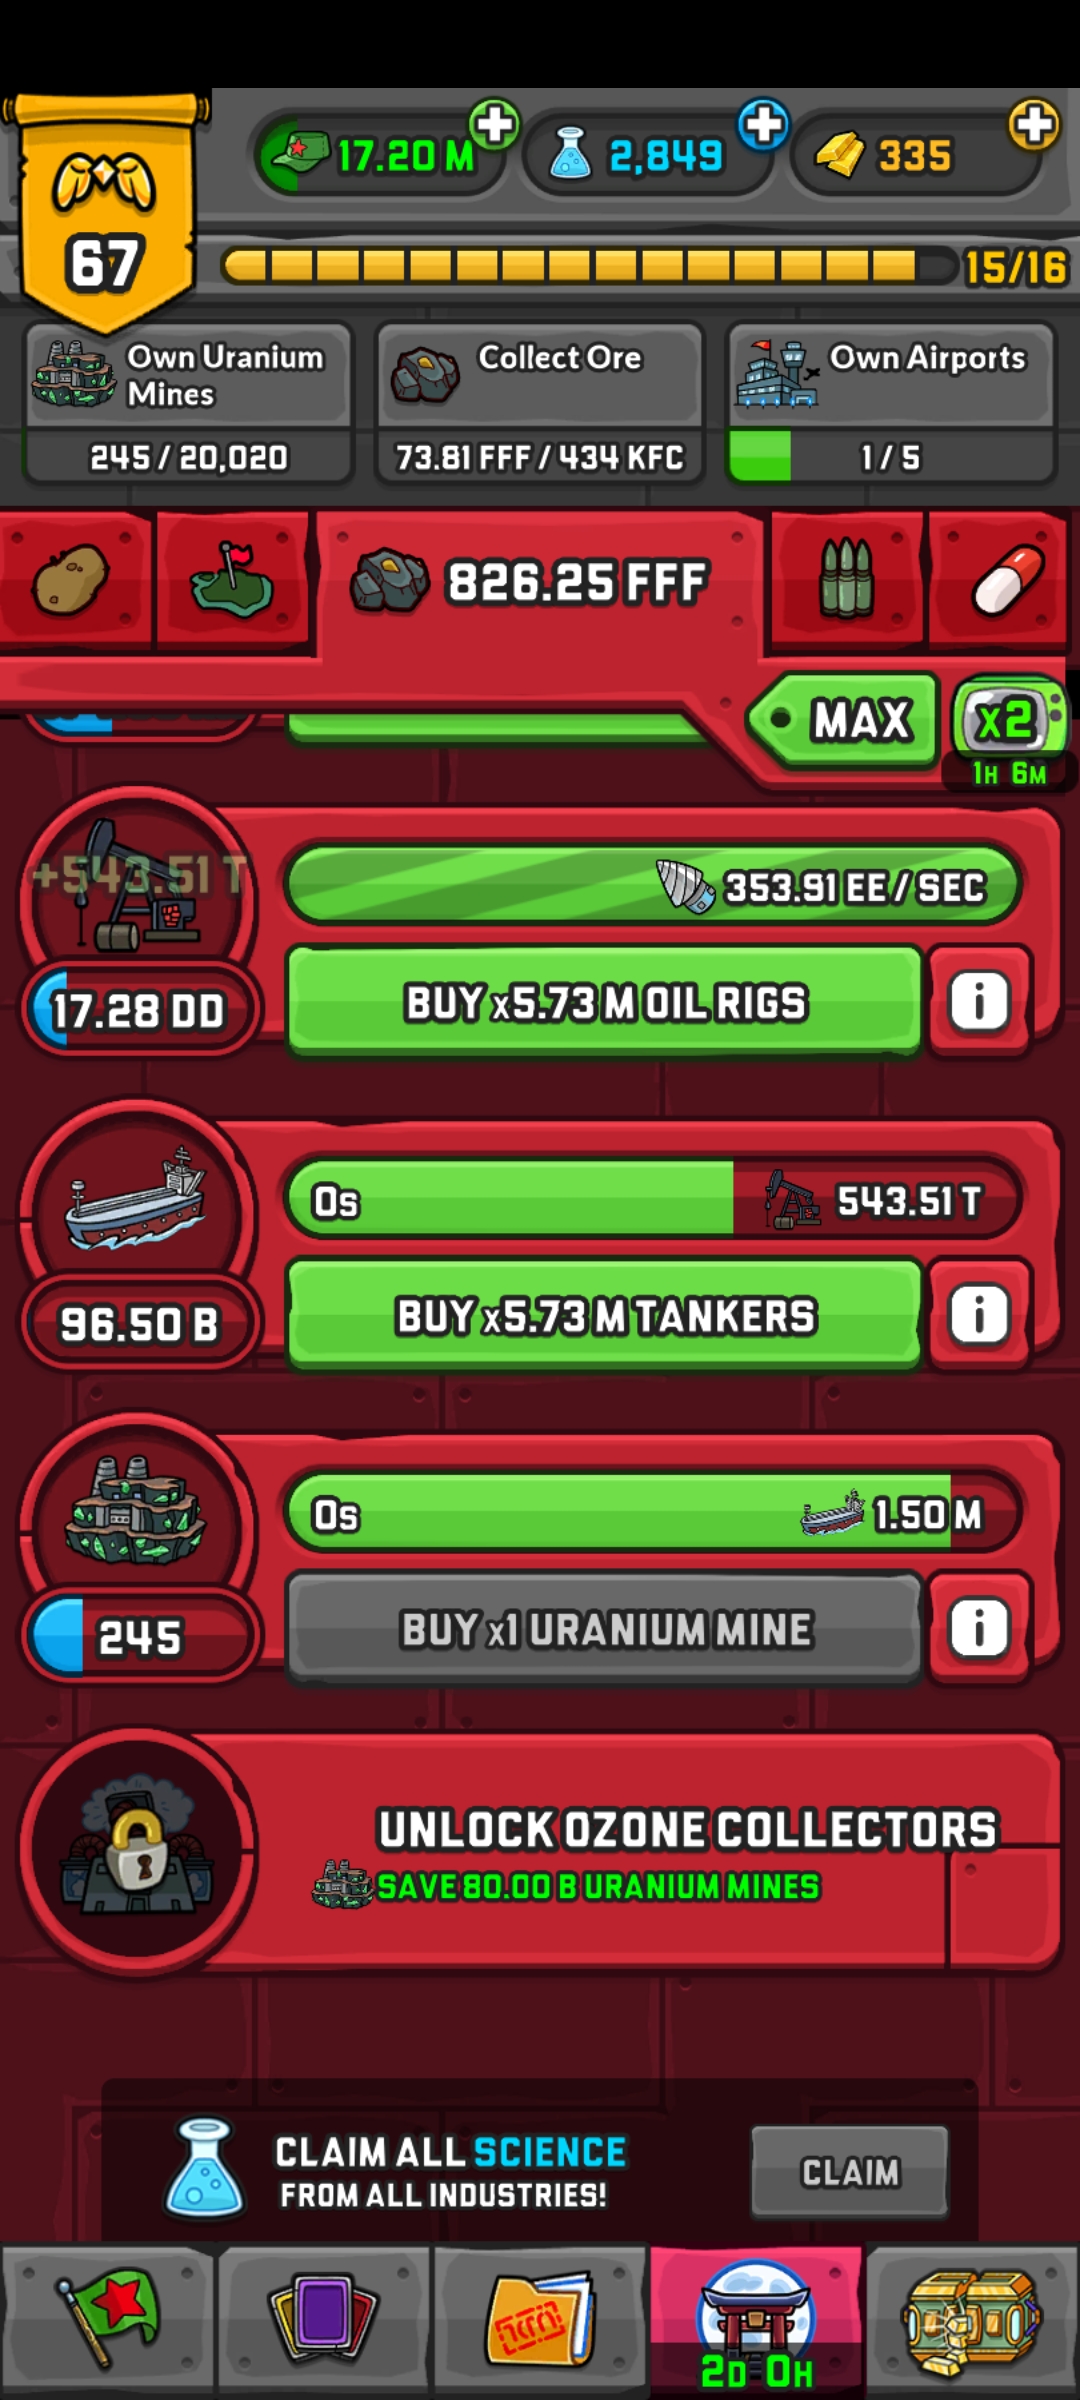 17.20 M
2,849
335
67
15/16
Own Uranium
Mines
245 / 20,020
Collect Ore
73.81 FFF / 434 KFC
Own Airports
1 / 5
826.25 FFF
MAX
x2
1H 6M
+543.51 T
353.91 EE / SEC
17.28 DD
BUY x5.73 M OIL RIGS
i
0s
543.51 T
96.50 B
BUY x5.73 M TANKERS
i
0s
1.50 M
245
BUY x1 URANIUM MINE
i
UNLOCK OZONE COLLECTORS
SAVE 80.00 B URANIUM MINES
CLAIM ALL SCIENCE
FROM ALL INDUSTRIES!
CLAIM
2D 0H